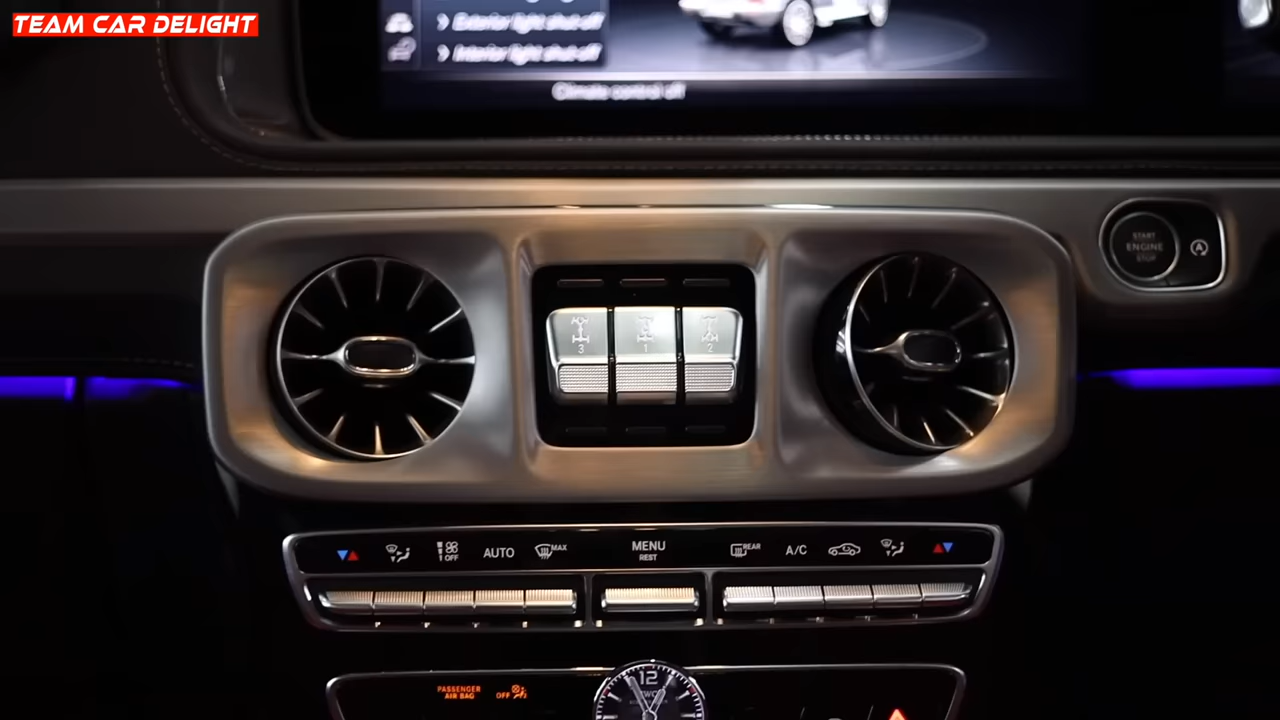 TEAM CAR DELIGHT
Exterior light shut off
Interior light shut off
Climate control off
START
ENGINE
STOP
A
3
1
2
OFF
AUTO
MAX
MENU
REST
REAR
A/C
PASSENGER
AIR BAG
OFF
12
IWC